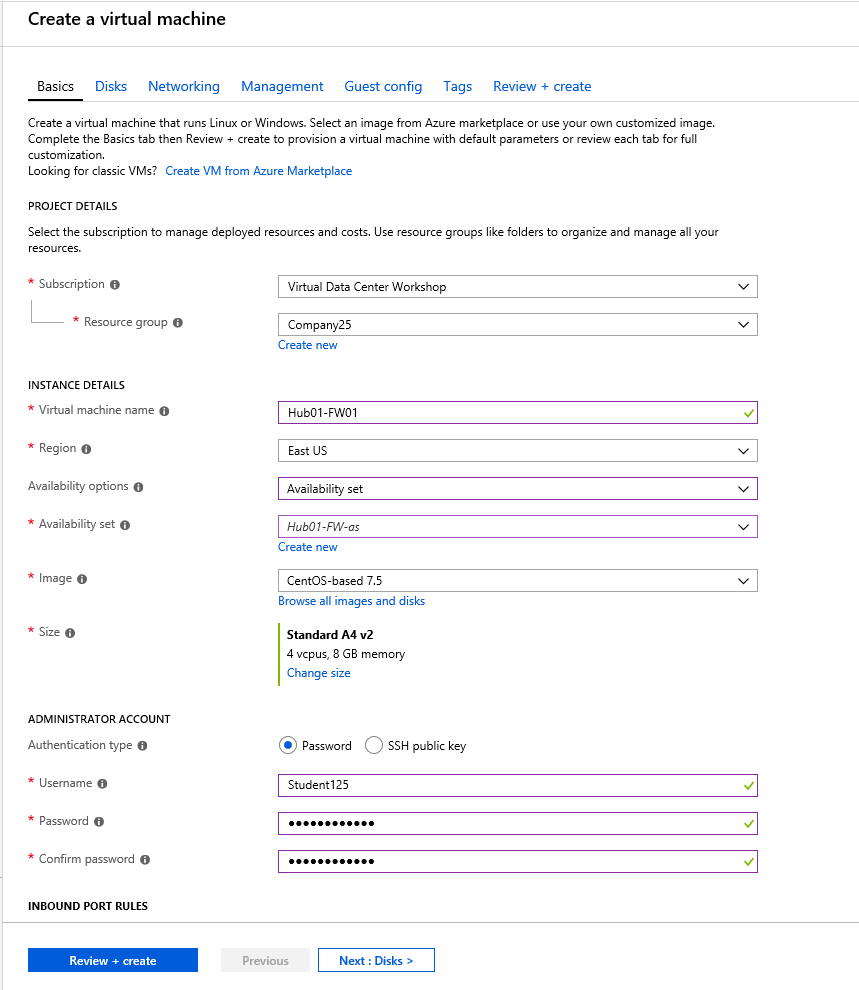 Create a virtual machine
Basics Disks Networking Management Guest config Tags Review + create
Create a virtual machine that runs Linux or Windows. Select an image from Azure marketplace or use your own customized image.
Complete the Basics tab then Review + create to provision a virtual machine with default parameters or review each tab for full
customization.
Looking for classic VMs? Create VM from Azure Marketplace
PROJECT DETAILS
Select the subscription to manage deployed resources and costs. Use resource groups like folders to organize and manage all your
resources.
* Subscription Virtual Data Center Workshop
* Resource group Company25
Create new
INSTANCE DETAILS
* Virtual machine name Hub01-FW01
* Region East US
Availability options Availability set
* Availability set Hub01-FW-as
Create new
* Image CentOS-based 7.5
Browse all images and disks
* Size Standard A4 v2
4 vcpus, 8 GB memory
Change size
ADMINISTRATOR ACCOUNT
Authentication type Password SSH public key
* Username Student125
* Password ••••••••••••
* Confirm password ••••••••••••
INBOUND PORT RULES
Review + create Previous Next : Disks >